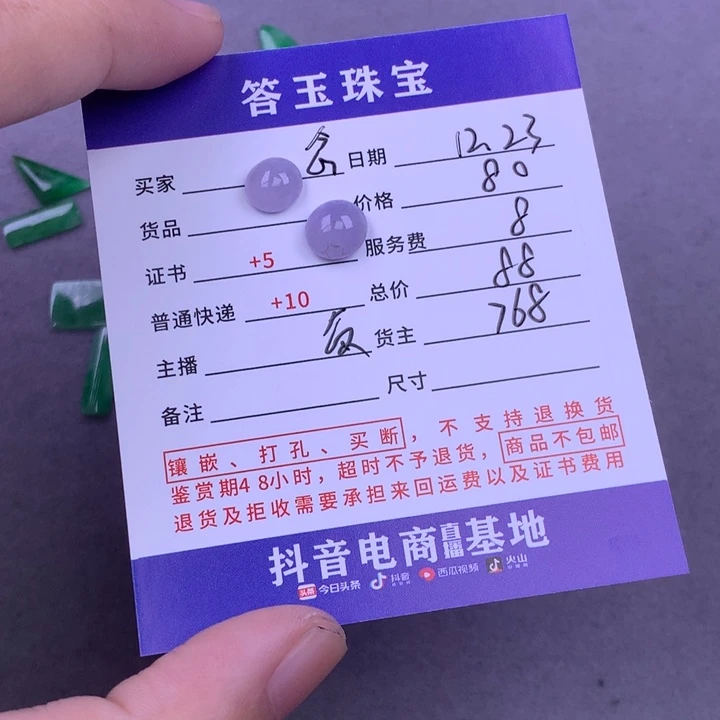 答玉珠宝
买家 日期 12.23
货品 价格 80
证书 +5 服务费 8
普通快递 +10 总价 88
主播 货主 768
备注 尺寸
镶嵌、打孔、买断，不支持退换货
鉴赏期48小时，超时不予退货，商品不包邮
退货及拒收需要承担来回运费以及证书费用
抖音电商直播基地
头条 今日头条 抖音 西瓜视频 火山